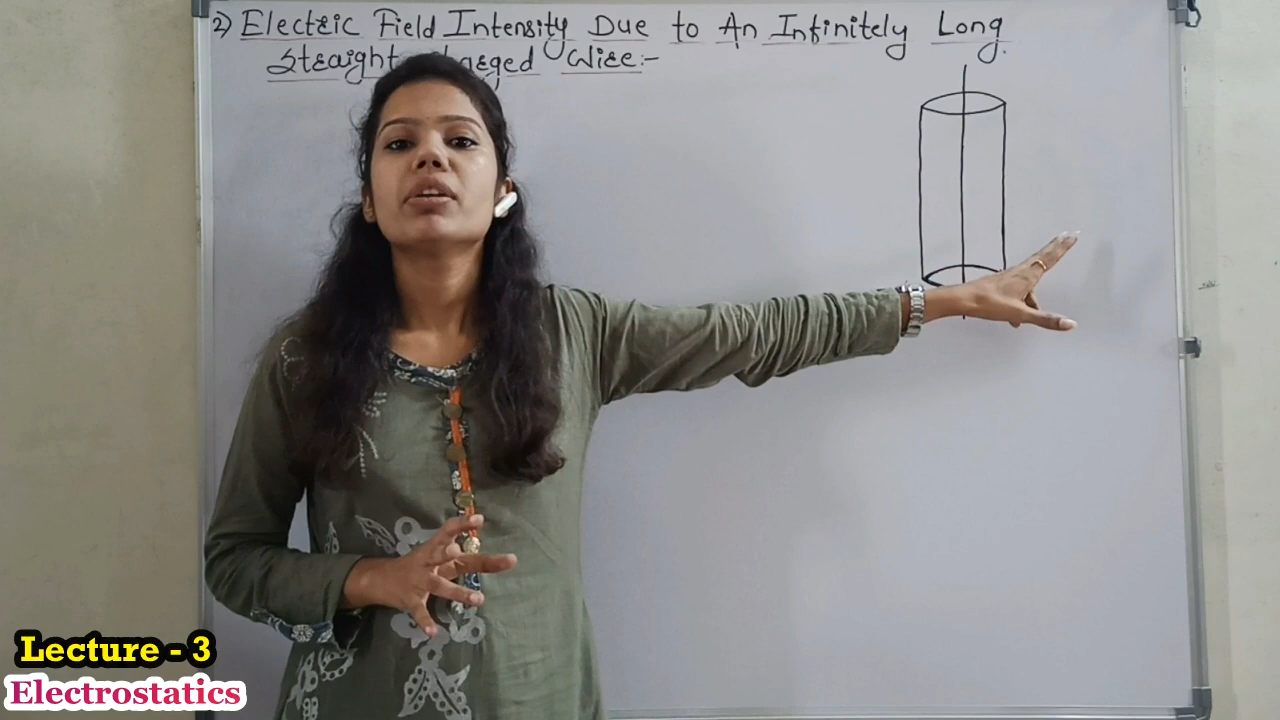 2) Electric Field Intensity Due to An Infinitely Long
Straight Charged Wire:-
Lecture - 3
Electrostatics